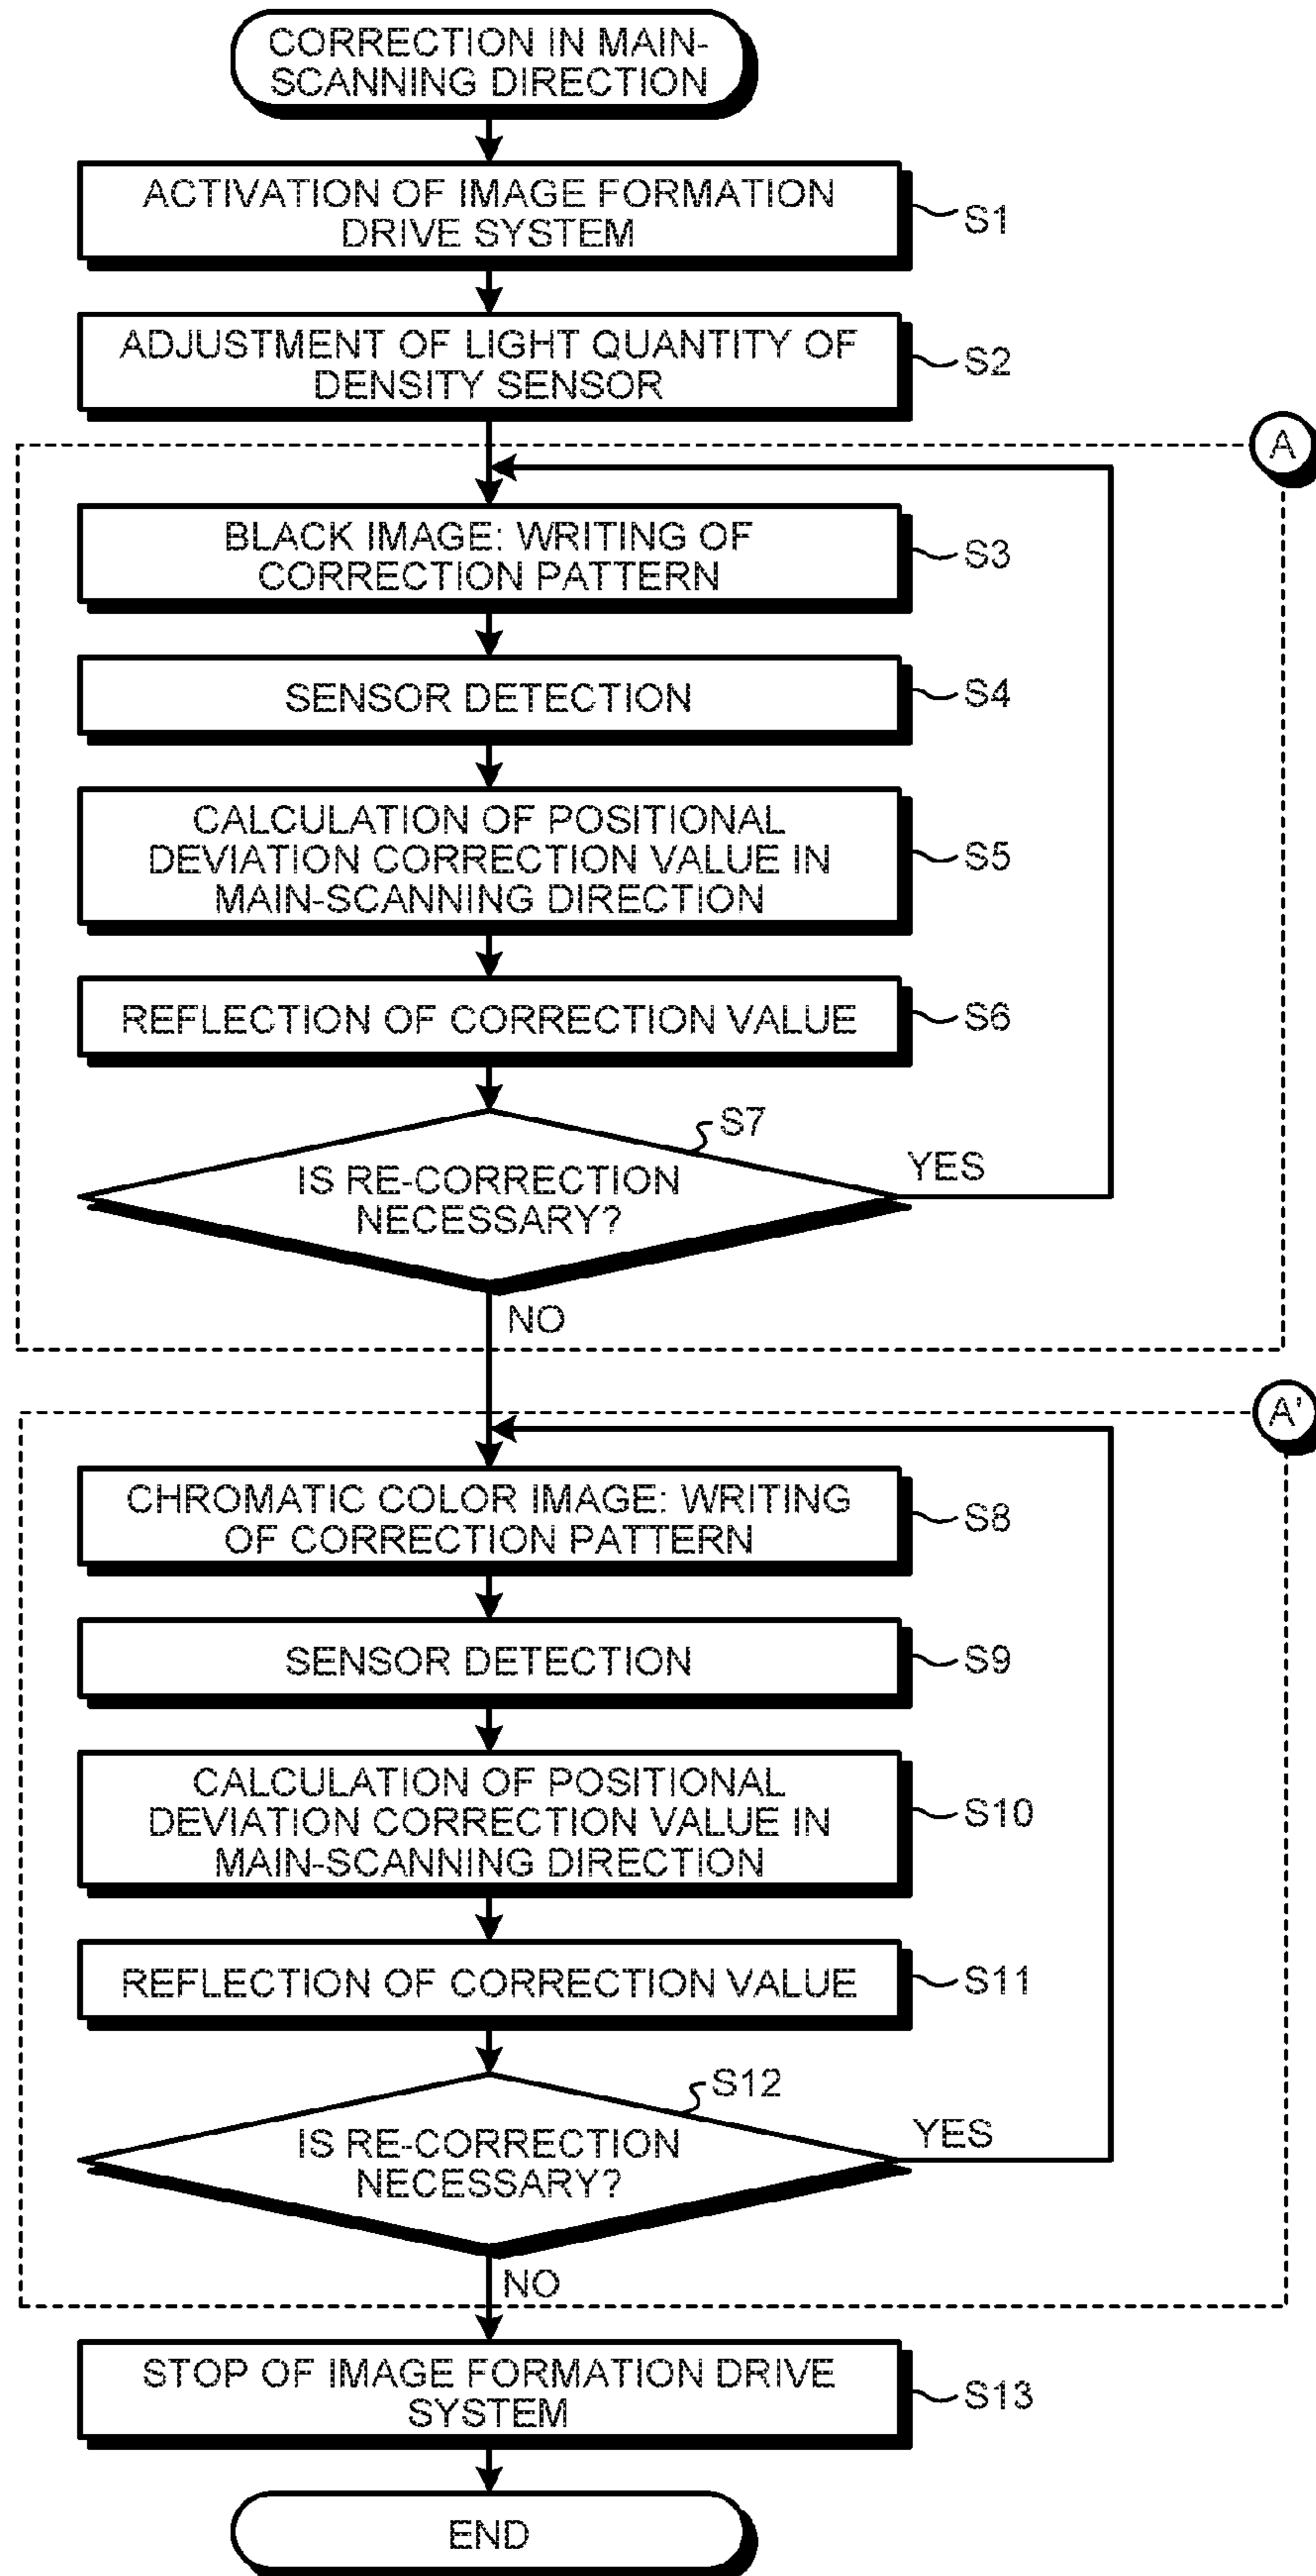 CORRECTION IN MAIN-
SCANNING DIRECTION
ACTIVATION OF IMAGE FORMATION
DRIVE SYSTEM
S1
ADJUSTMENT OF LIGHT QUANTITY OF
DENSITY SENSOR
S2
A
BLACK IMAGE: WRITING OF
CORRECTION PATTERN
S3
SENSOR DETECTION
S4
CALCULATION OF POSITIONAL
DEVIATION CORRECTION VALUE IN
MAIN-SCANNING DIRECTION
S5
REFLECTION OF CORRECTION VALUE
S6
S7
IS RE-CORRECTION
NECESSARY?
YES
NO
A'
CHROMATIC COLOR IMAGE: WRITING
OF CORRECTION PATTERN
S8
SENSOR DETECTION
S9
CALCULATION OF POSITIONAL
DEVIATION CORRECTION VALUE IN
MAIN-SCANNING DIRECTION
S10
REFLECTION OF CORRECTION VALUE
S11
S12
IS RE-CORRECTION
NECESSARY?
YES
NO
STOP OF IMAGE FORMATION DRIVE
SYSTEM
S13
END